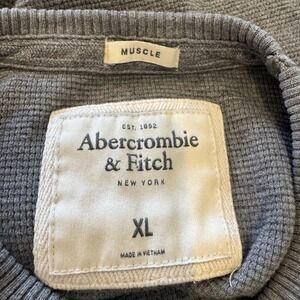 MUSCLE
EST. 1892
Abercrombie
& Fitch
NEW YORK
XL
MADE IN VIETNAM